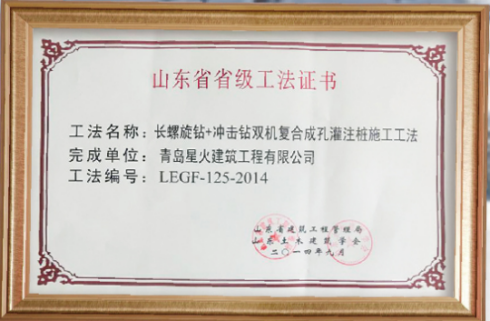 山东省省级工法证书
工法名称：长螺旋钻+冲击钻双机复合成孔灌注桩施工工法
完成单位：青岛星火建筑工程有限公司
工法编号：LEGF-125-2014
山东省建筑工程管理局
山东土木建筑学会
二〇一四年九月